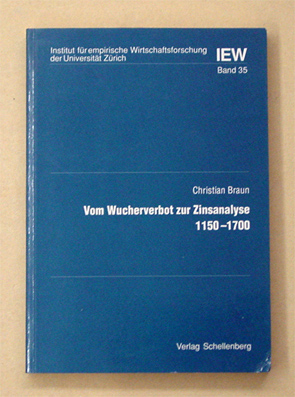 Institut für empirische Wirtschaftsforschung
der Universität Zürich
IEW
Band 35
Christian Braun
Vom Wucherverbot zur Zinsanalyse
1150–1700
Verlag Schellenberg